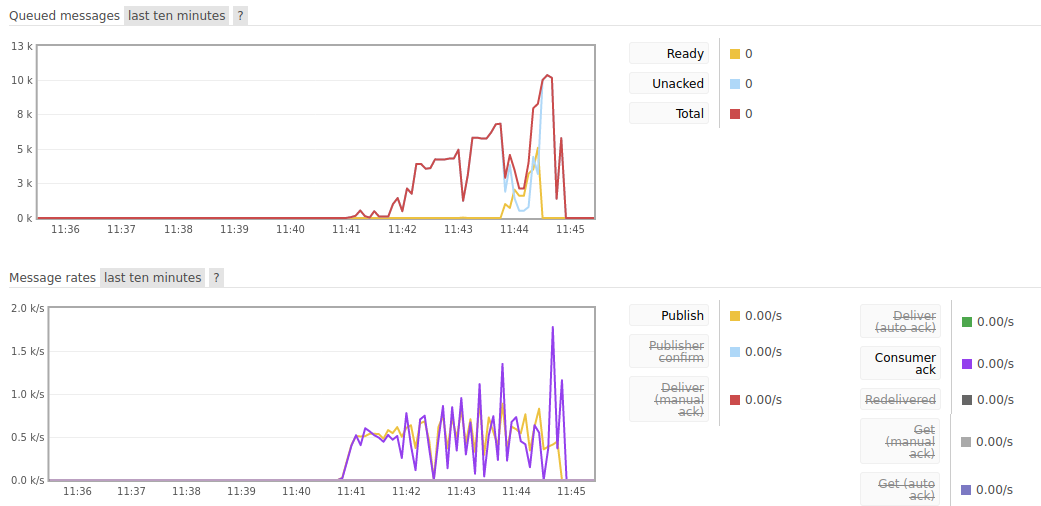 Queued messages last ten minutes ?
13 k
10 k
8 k
5 k
3 k
0 k
11:36 11:37 11:38 11:39 11:40 11:41 11:42 11:43 11:44 11:45
Ready 0
Unacked 0
Total 0
Message rates last ten minutes ?
2.0 k/s
1.5 k/s
1.0 k/s
0.5 k/s
0.0 k/s
11:36 11:37 11:38 11:39 11:40 11:41 11:42 11:43 11:44 11:45
Publish 0.00/s
Publisher
confirm 0.00/s
Deliver
(manual 0.00/s
ack)
Deliver
(auto ack) 0.00/s
Consumer
ack 0.00/s
Redelivered 0.00/s
Get
(manual 0.00/s
ack)
Get (auto
ack) 0.00/s